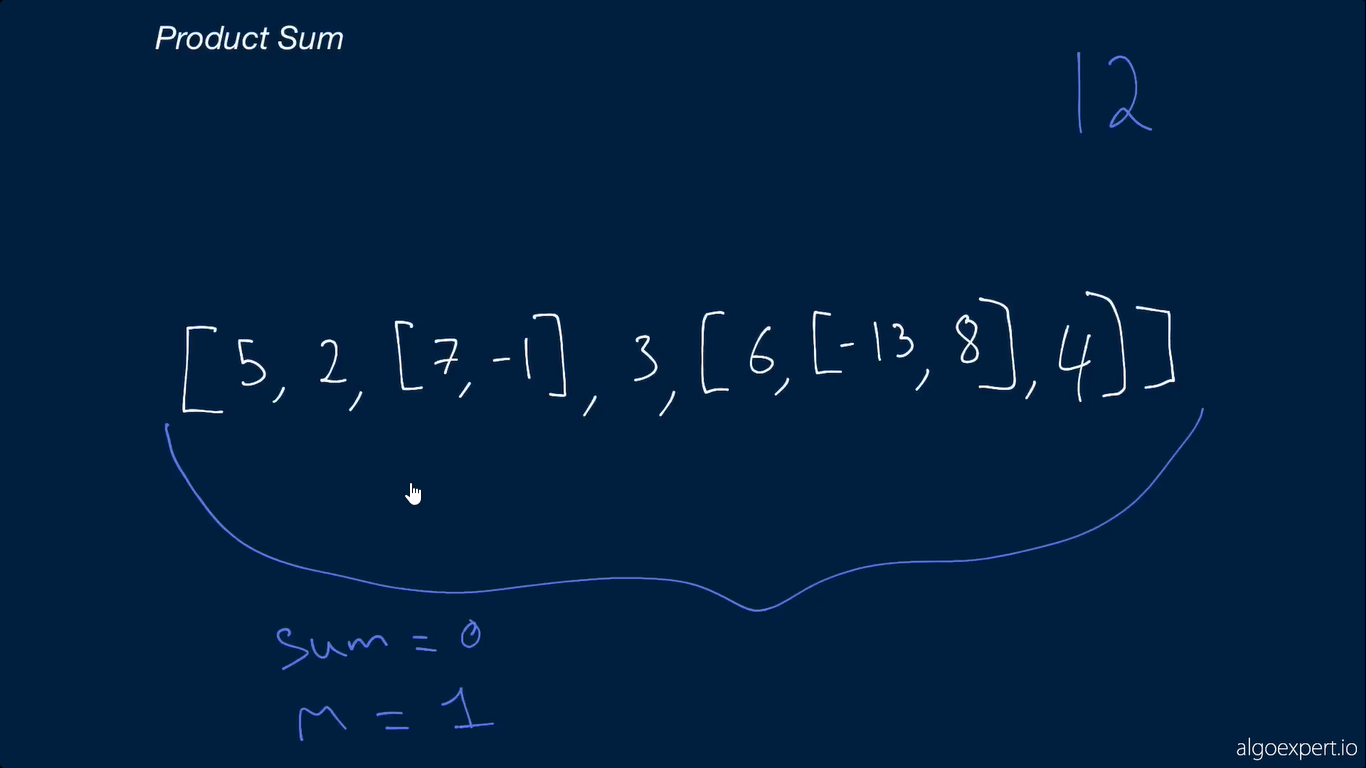 Product Sum
12
[5, 2, [7, -1], 3, [6, [-13, 8], 4]]
sum = 0
M = 1
algoexpert.io